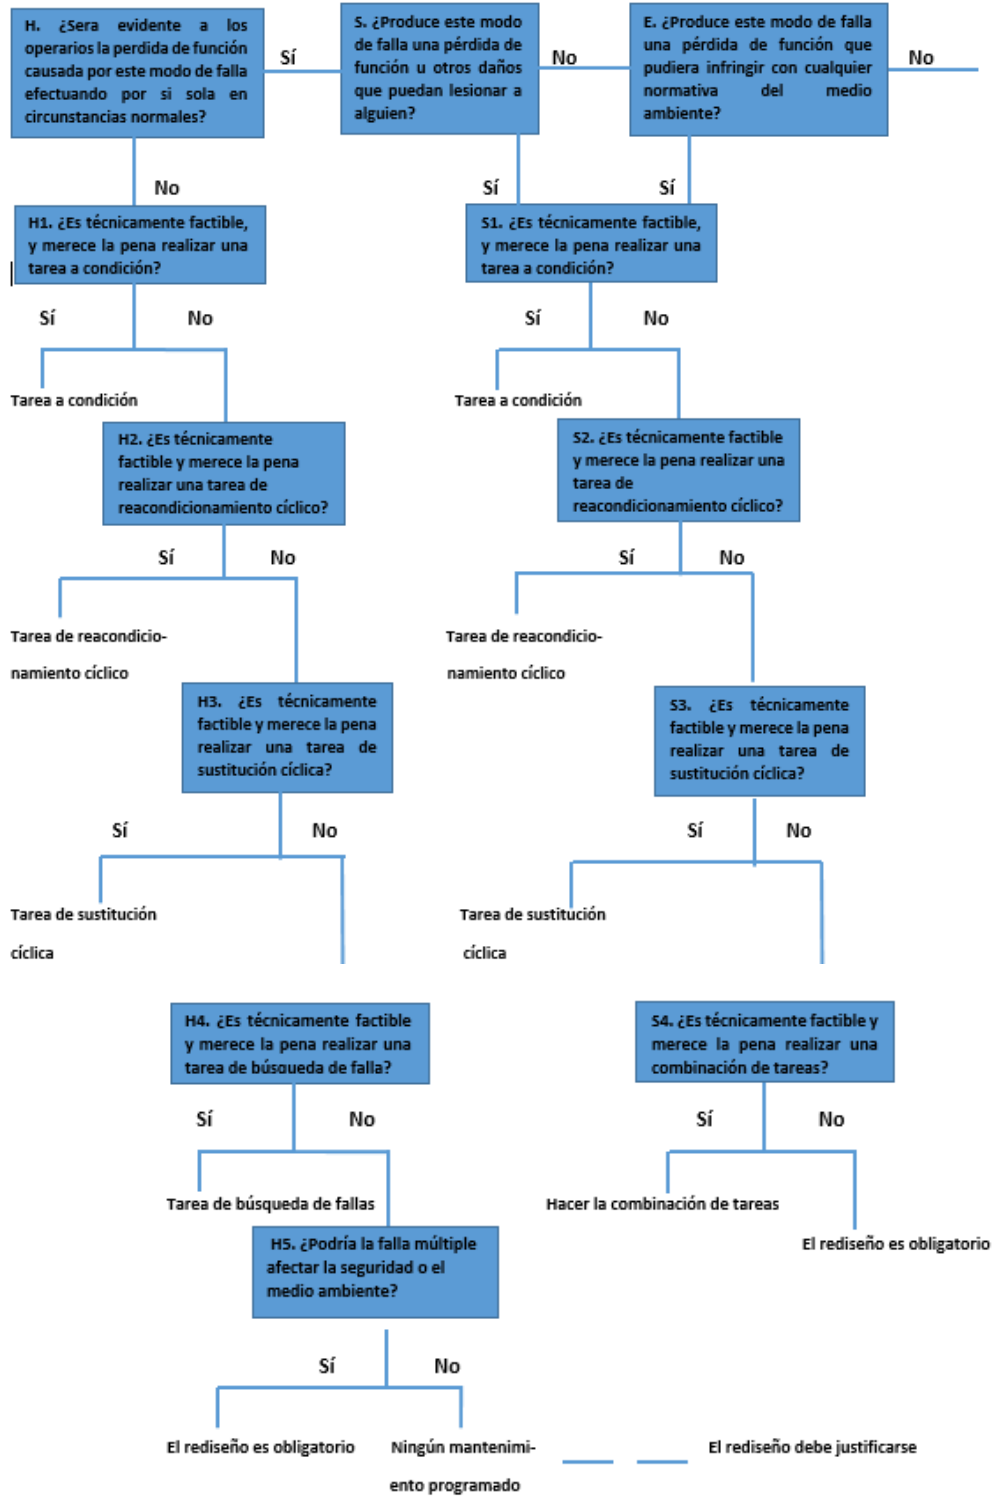 H. ¿Sera evidente a los
operarios la perdida de función
causada por este modo de falla
efectuando por si sola en
circunstancias normales?
Sí
S. ¿Produce este modo
de falla una pérdida de
función u otros daños
que puedan lesionar a
alguien?
No
E. ¿Produce este modo de falla
una pérdida de función que
pudiera infringir con cualquier
normativa del medio
ambiente?
No
No
Sí
Sí
H1. ¿Es técnicamente factible,
y merece la pena realizar una
tarea a condición?
S1. ¿Es técnicamente factible,
y merece la pena realizar una
tarea a condición?
Sí
No
Sí
No
Tarea a condición
Tarea a condición
H2. ¿Es técnicamente
factible y merece la pena
realizar una tarea de
reacondicionamiento cíclico?
S2. ¿Es técnicamente factible
y merece la pena realizar una
tarea de
reacondicionamiento cíclico?
Sí
No
Sí
No
Tarea de reacondicio-
namiento cíclico
Tarea de reacondicio-
namiento cíclico
H3. ¿Es técnicamente
factible y merece la pena
realizar una tarea de
sustitución cíclica?
S3. ¿Es técnicamente
factible y merece la pena
realizar una tarea de
sustitución cíclica?
Sí
No
Sí
No
Tarea de sustitución
cíclica
Tarea de sustitución
cíclica
H4. ¿Es técnicamente factible
y merece la pena realizar una
tarea de búsqueda de falla?
S4. ¿Es técnicamente factible y
merece la pena realizar una
combinación de tareas?
Sí
No
Sí
No
Tarea de búsqueda de fallas
Hacer la combinación de tareas
El rediseño es obligatorio
H5. ¿Podría la falla múltiple
afectar la seguridad o el
medio ambiente?
Sí
No
El rediseño es obligatorio
Ningún mantenimi-
ento programado
El rediseño debe justificarse